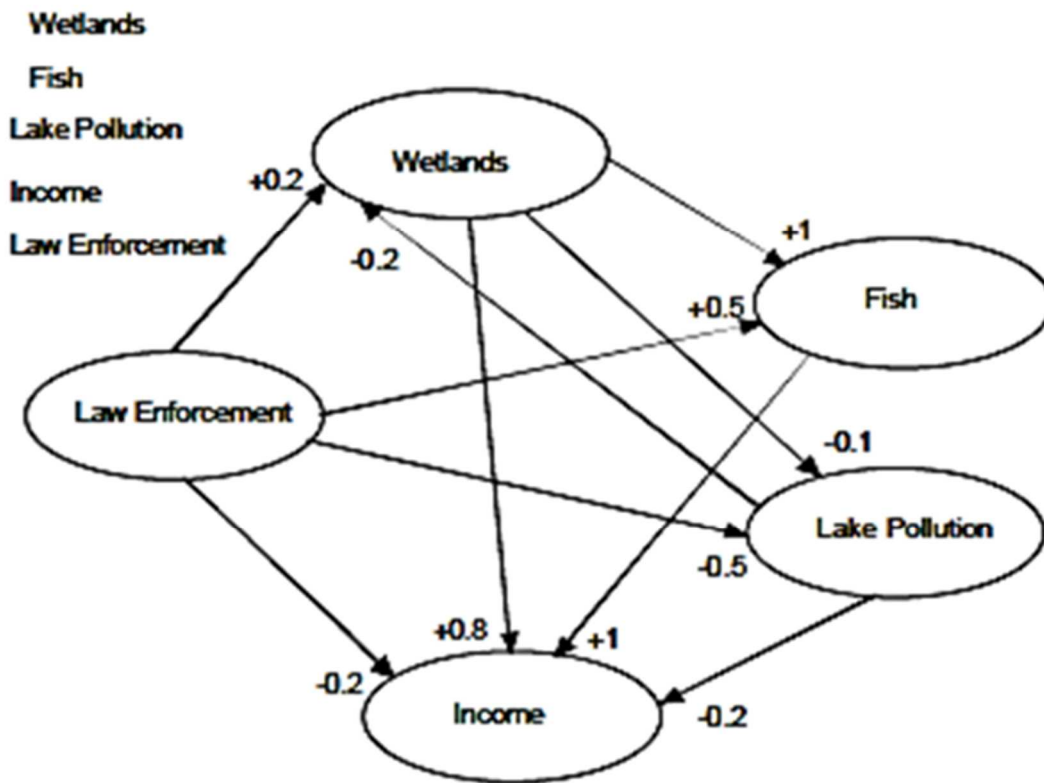 Wetlands
Fish
Lake Pollution
Income
Law Enforcement
Wetlands
+0.2
-0.2
+1
Fish
+0.5
Law Enforcement
-0.1
Lake Pollution
-0.5
+0.8
+1
-0.2
Income
-0.2